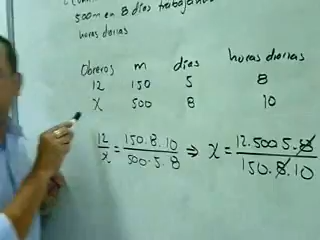 500m en 8 días trabajando
horas diarias
Obreros m días horas diarias
12 150 5 8
x 500 8 10
12/x = 150.8.10/500.5.8 ⇒ x = 12.500 5.8/150.8.10